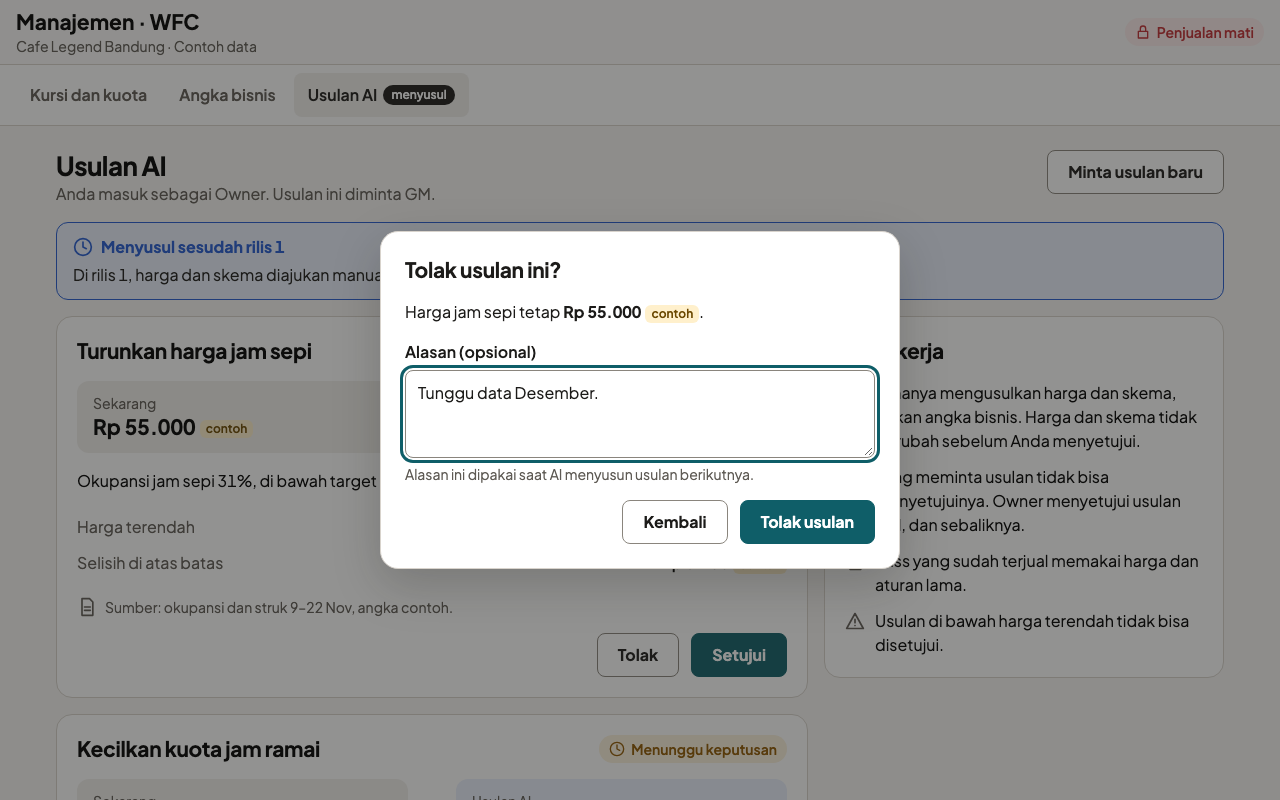 Manajemen · WFC
Cafe Legend Bandung · Contoh data
Penjualan mati
Kursi dan kuota
Angka bisnis
Usulan AI menyusul
Usulan AI
Anda masuk sebagai Owner. Usulan ini diminta GM.
Minta usulan baru
Menyusul sesudah rilis 1
Di rilis 1, harga dan skema diajukan
Turunkan harga jam sepi
Sekarang
Rp 55.000 contoh
Okupansi jam sepi 31%, di bawah target
Harga terendah
Selisih di atas batas
Sumber: okupansi dan struk 9–22 Nov, angka contoh.
Tolak
Setujui
Tolak usulan ini?
Harga jam sepi tetap Rp 55.000 contoh.
Alasan (opsional)
Tunggu data Desember.
Alasan ini dipakai saat AI menyusun usulan berikutnya.
Kembali
Tolak usulan
kerja
hanya mengusulkan harga dan skema,
angka bisnis. Harga dan skema tidak
sebelum Anda menyetujui.
meminta usulan tidak bisa
Owner menyetujui usulan
, dan sebaliknya.
yang sudah terjual memakai harga dan
aturan lama.
Usulan di bawah harga terendah tidak bisa
disetujui.
Kecilkan kuota jam ramai
Menunggu keputusan